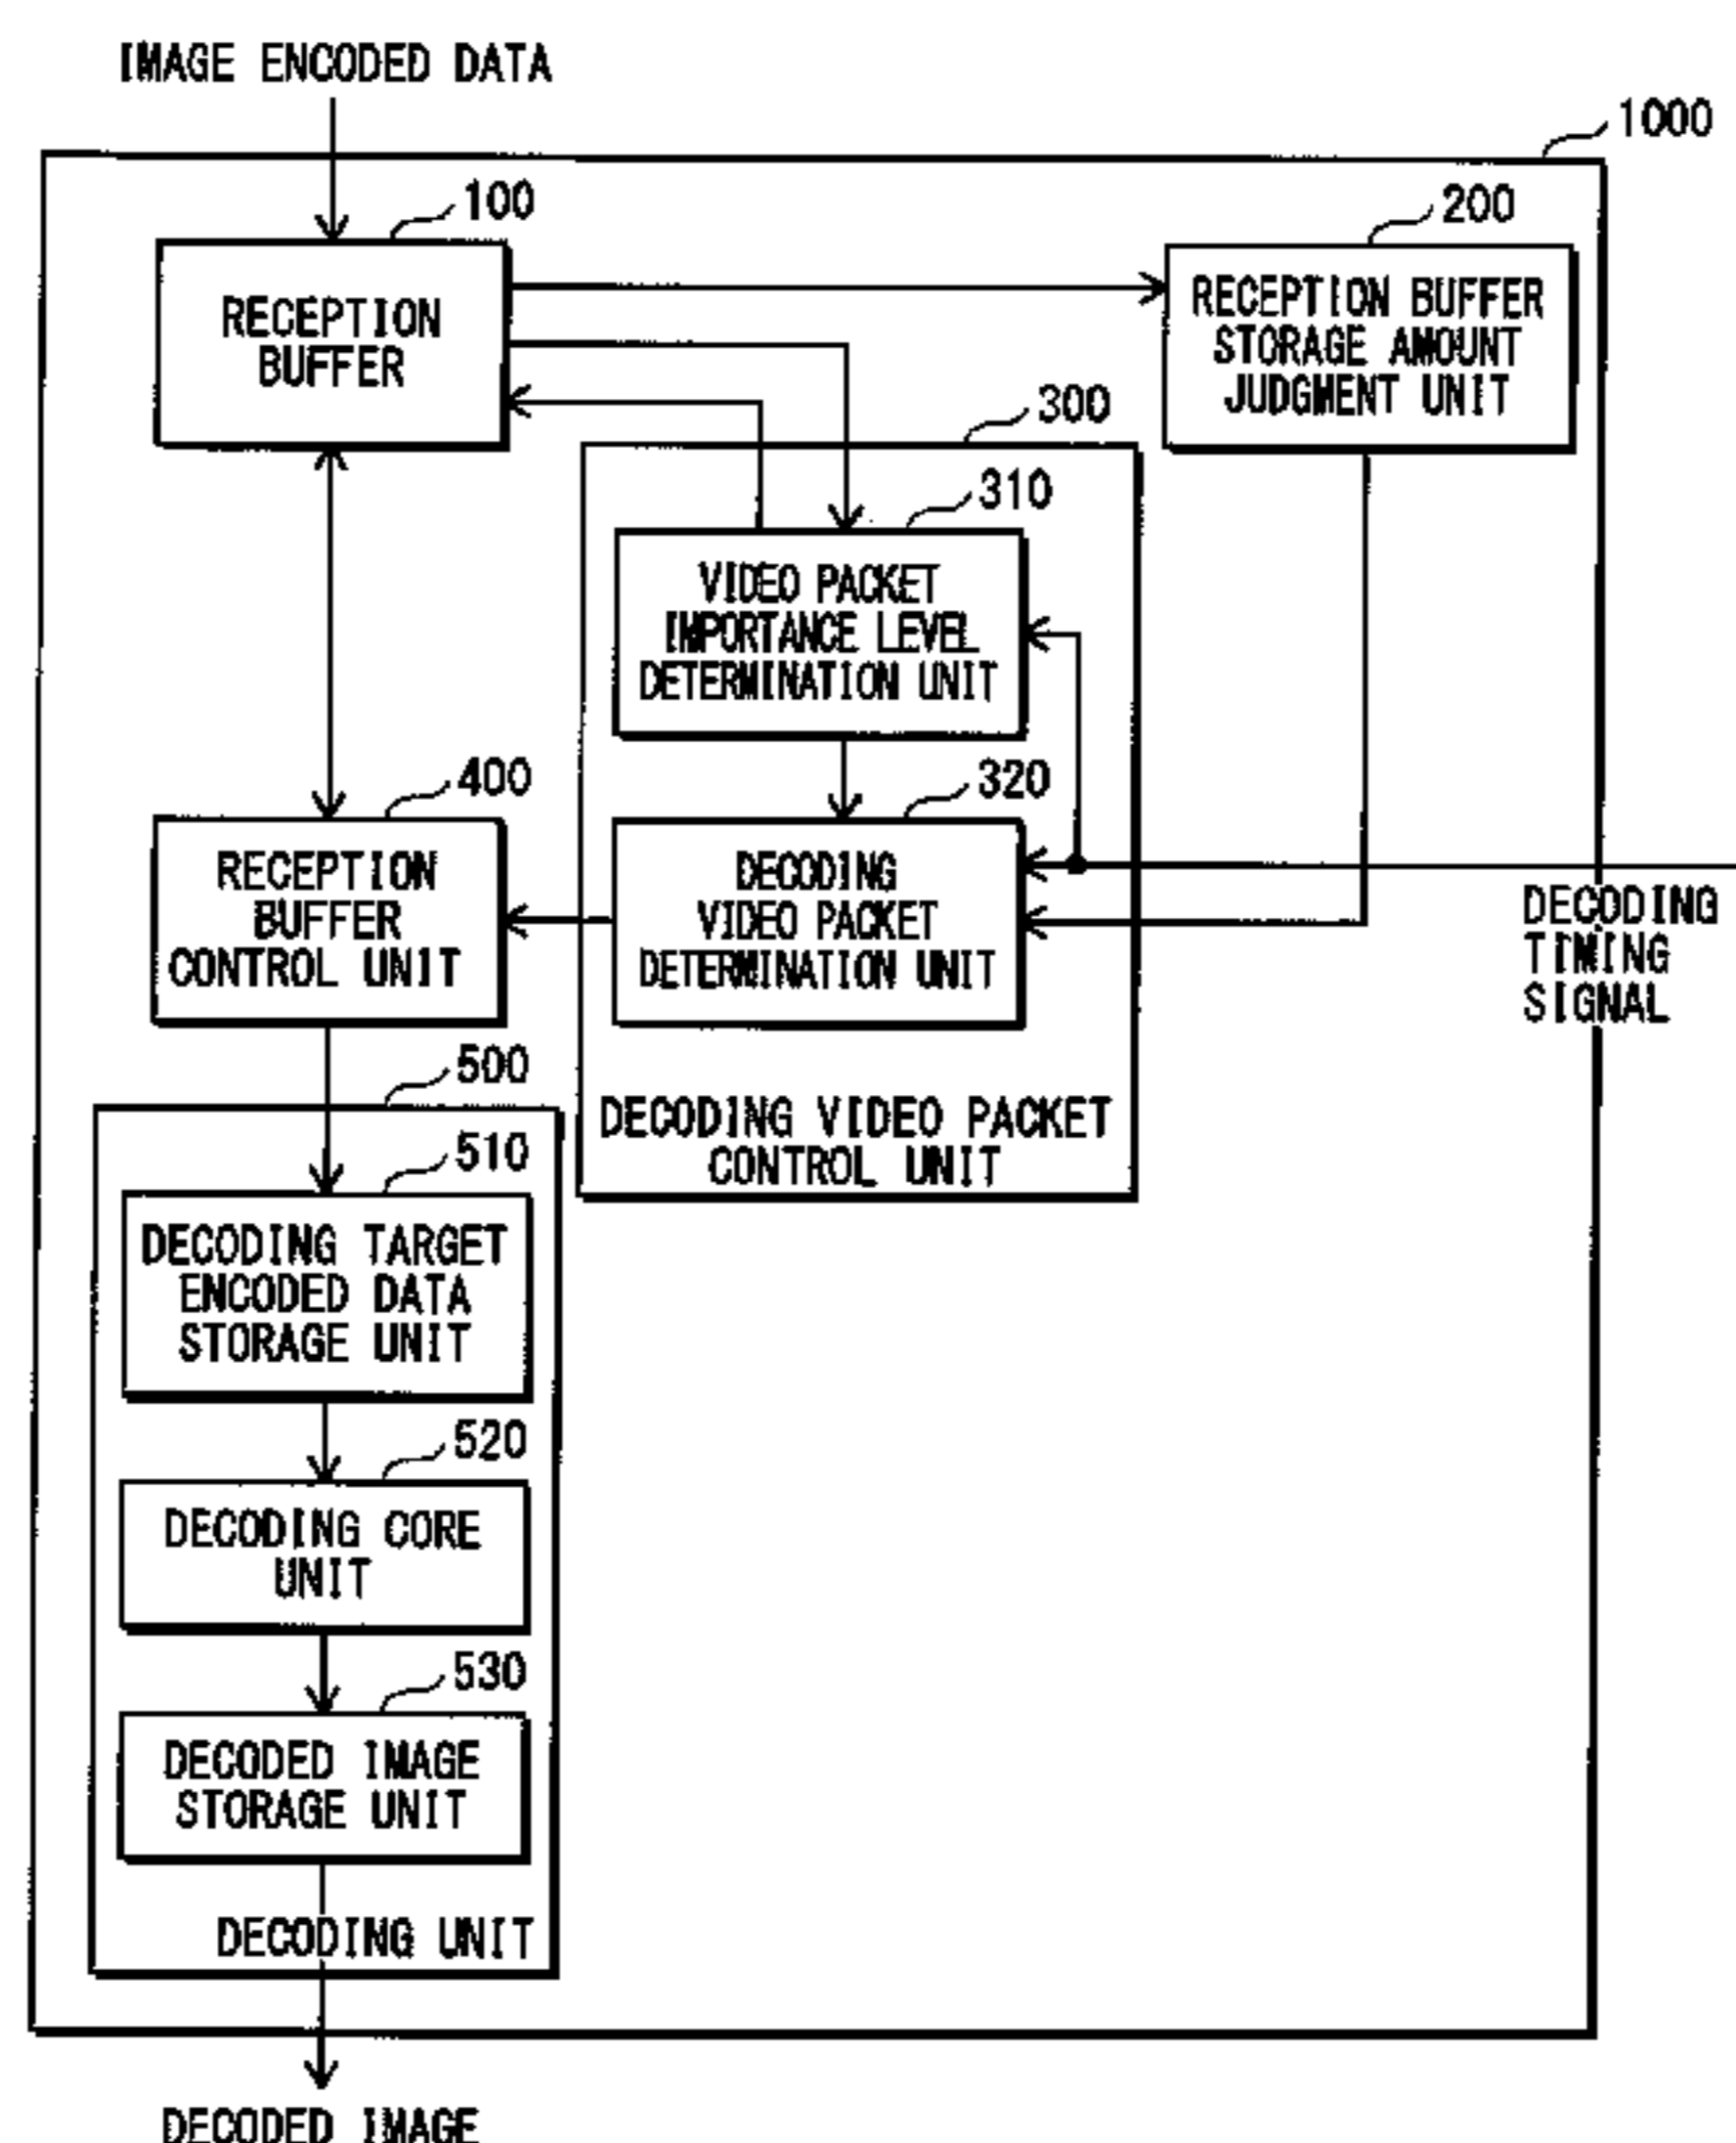 IMAGE ENCODED DATA
1000
100
200
RECEPTION
BUFFER
RECEPTION BUFFER
STORAGE AMOUNT
JUDGMENT UNIT
300
310
VIDEO PACKET
IMPORTANCE LEVEL
DETERMINATION UNIT
400
320
RECEPTION
BUFFER
CONTROL UNIT
DECODING
VIDEO PACKET
DETERMINATION UNIT
DECODING
TIMING
SIGNAL
500
DECODING VIDEO PACKET
CONTROL UNIT
510
DECODING TARGET
ENCODED DATA
STORAGE UNIT
520
DECODING CORE
UNIT
530
DECODED IMAGE
STORAGE UNIT
DECODING UNIT
DECODED IMAGE